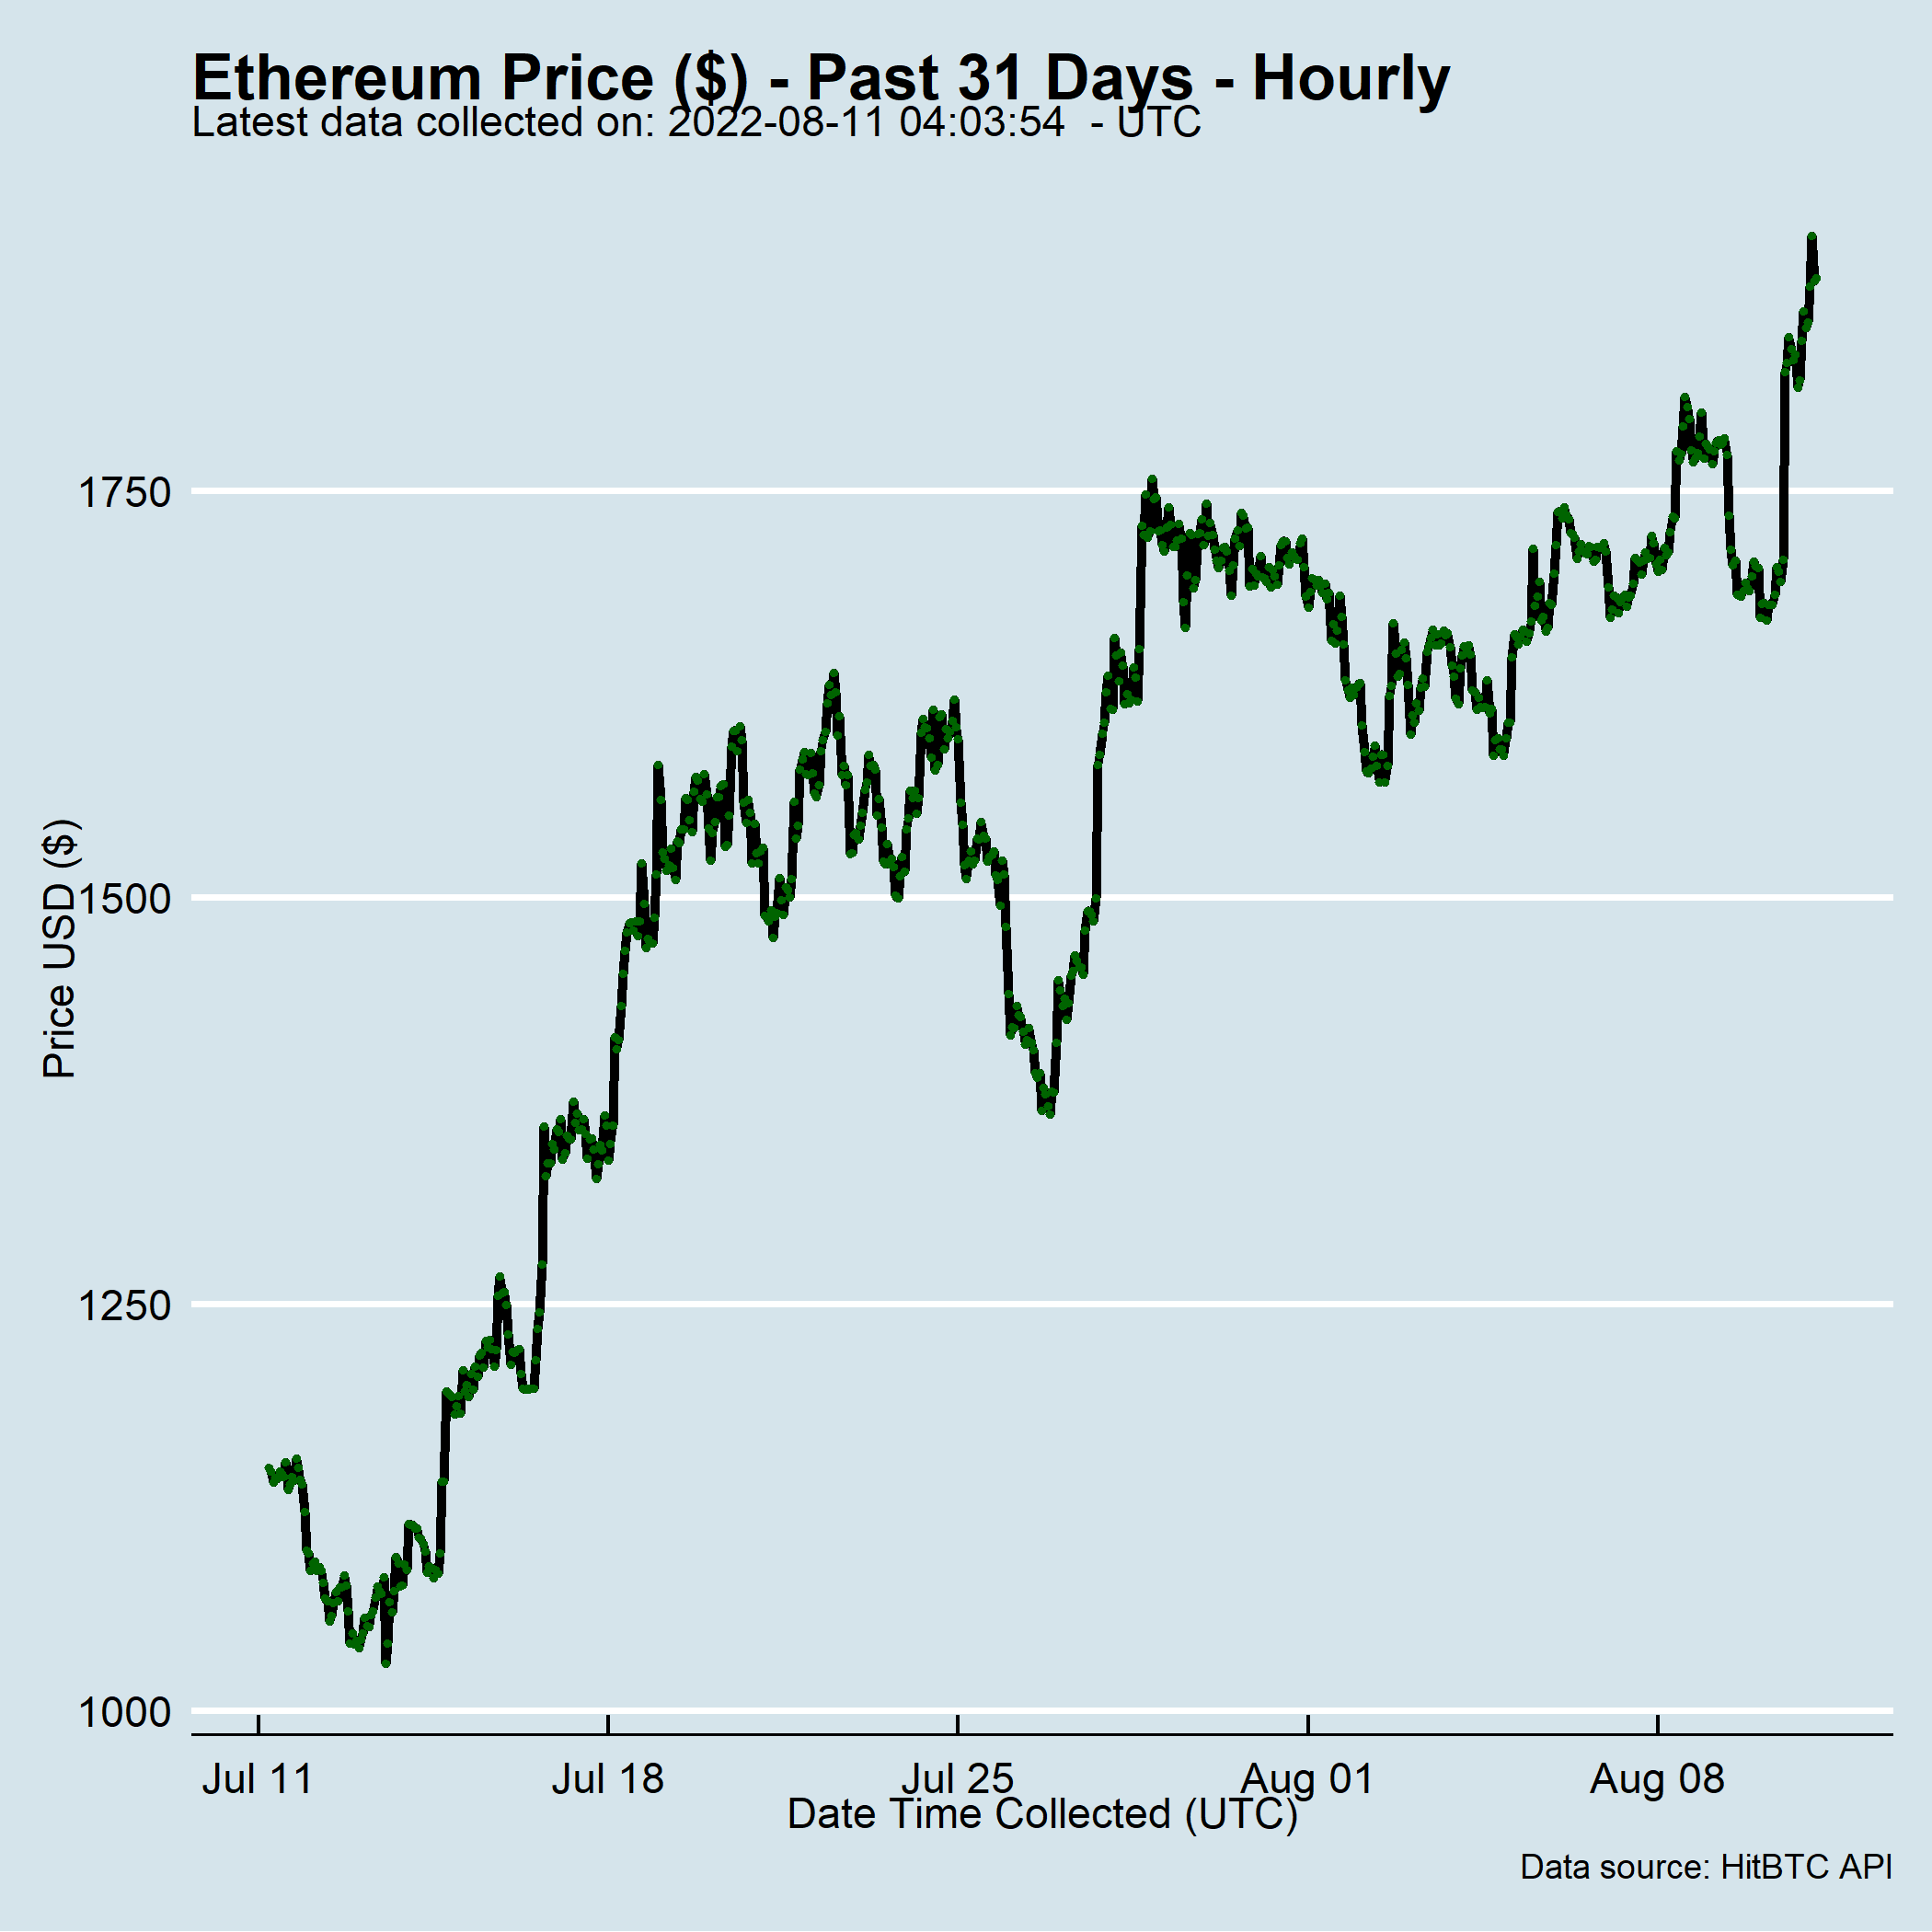 Ethereum Price ($) - Past 31 Days - Hourly
Latest data collected on: 2022-08-11 04:03:54  - UTC
Price USD ($)
1750
1500
1250
1000
Jul 11 Jul 18 Jul 25 Aug 01 Aug 08
Date Time Collected (UTC)
Data source: HitBTC API